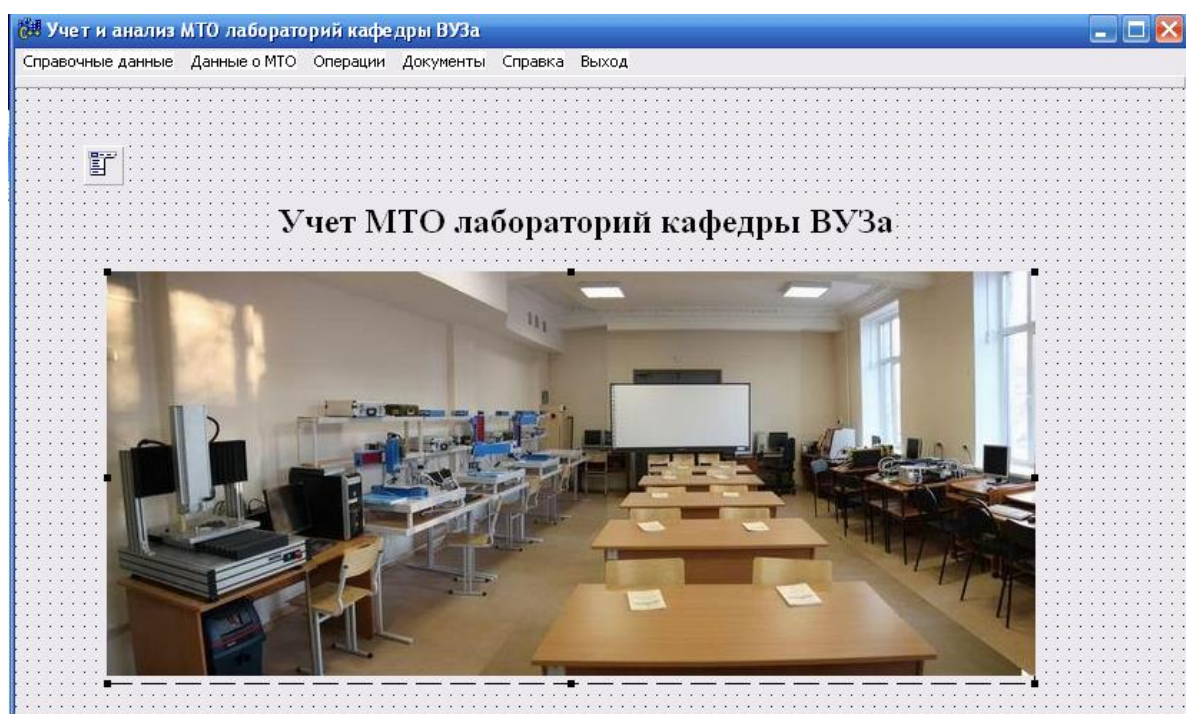 Учет и анализ МТО лабораторий кафедры ВУЗа
Справочные данные Данные о МТО Операции Документы Справка Выход
Учет МТО лабораторий кафедры ВУЗа